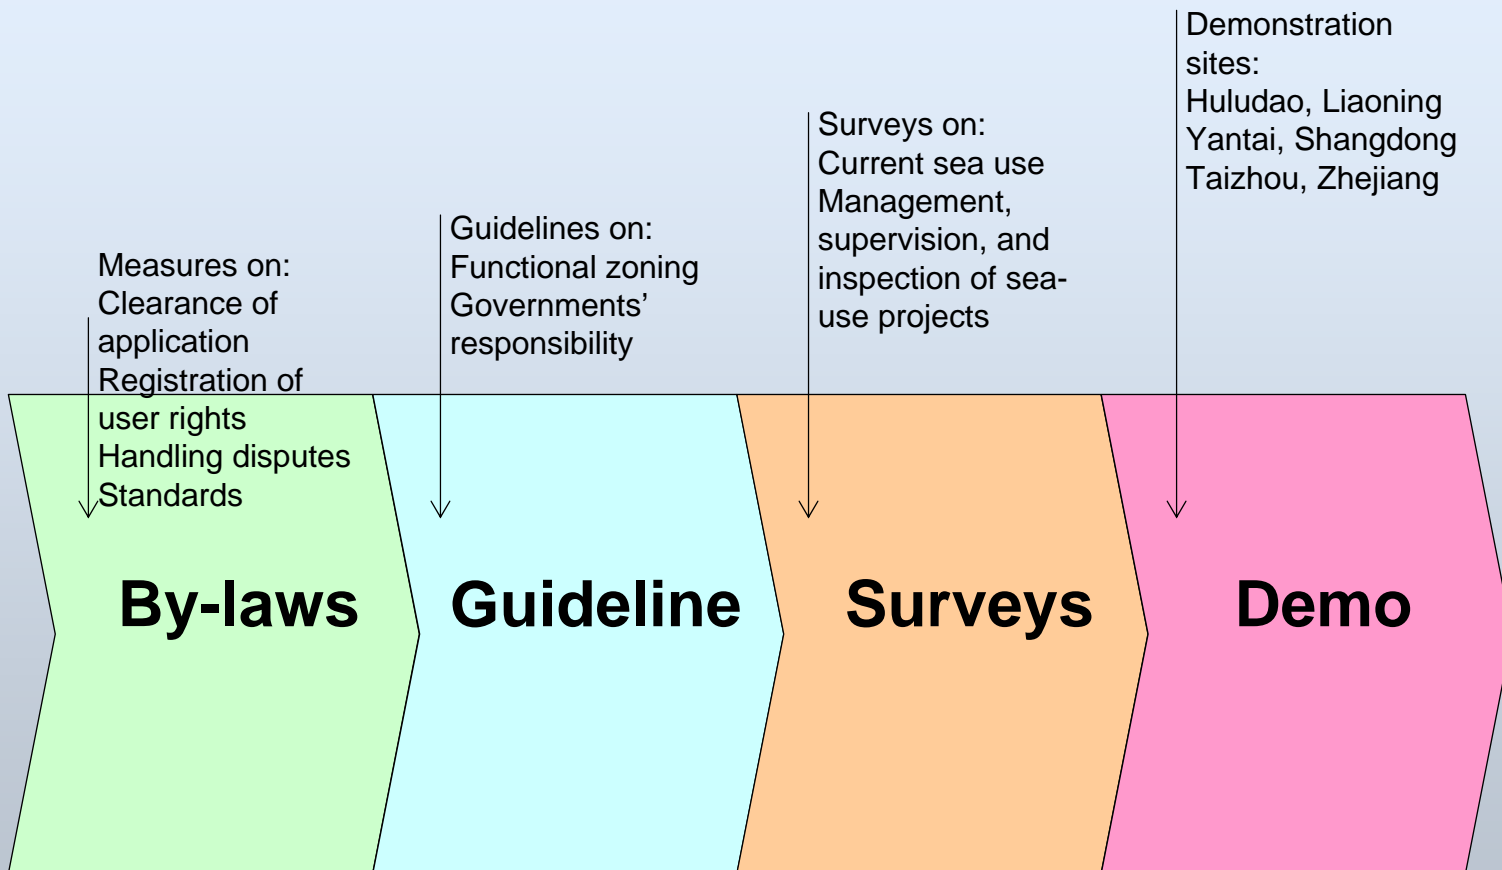 Measures on:
Clearance of
application
Registration of
user rights
Handling disputes
Standards
Guidelines on:
Functional zoning
Governments’
responsibility
Surveys on:
Current sea use
Management,
supervision, and
inspection of sea-
use projects
Demonstration
sites:
Huludao, Liaoning
Yantai, Shangdong
Taizhou, Zhejiang
By-laws
Guideline
Surveys
Demo